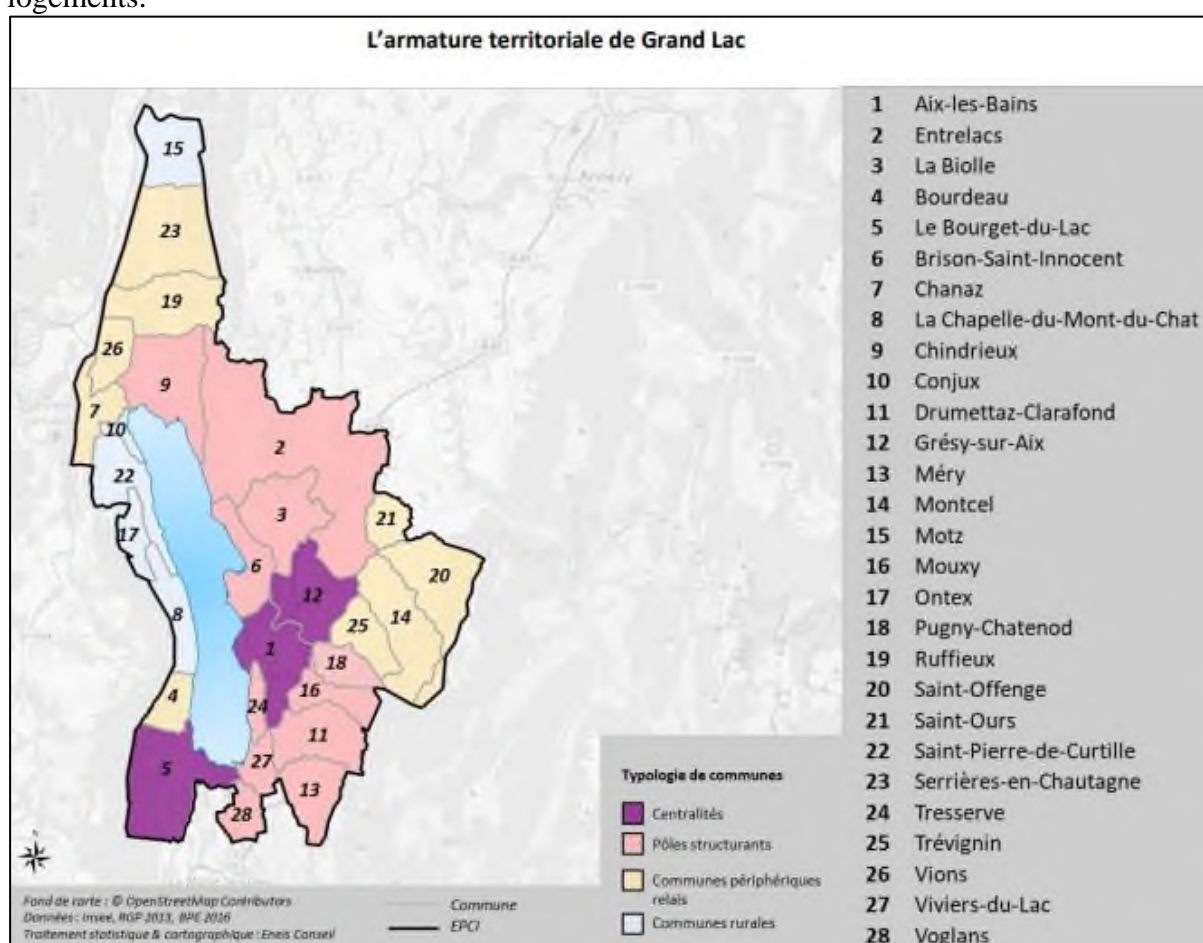 logements.
L'armature territoriale de Grand Lac
1 Aix-les-Bains
2 Entrelacs
3 La Biolle
4 Bourdeau
5 Le Bourget-du-Lac
6 Brison-Saint-Innocent
7 Chanaz
8 La Chapelle-du-Mont-du-Chat
9 Chindrieux
10 Conjux
11 Drumettaz-Clarafond
12 Grésy-sur-Aix
13 Méry
14 Montcel
15 Motz
16 Mouxy
17 Ontex
18 Pugny-Chatenod
19 Ruffieux
20 Saint-Offenge
21 Saint-Ours
22 Saint-Pierre-de-Curtille
23 Serrières-en-Chautagne
24 Tresserve
25 Trévignin
26 Vions
27 Viviers-du-Lac
28 Voglans
15
23
19
26
9
7
10
2
22
3
21
17
6
20
12
14
8
25
1
18
16
4
24
11
27
5
13
28
Typologie de communes
Centralités
Pôles structurants
Communes périphériques
relais
Communes rurales
Fond de carte : © OpenStreetMap Contributors
Données : Insee, RGP 2013, BPE 2016
Traitement statistique & cartographique : Eneis Conseil
Commune
EPCI